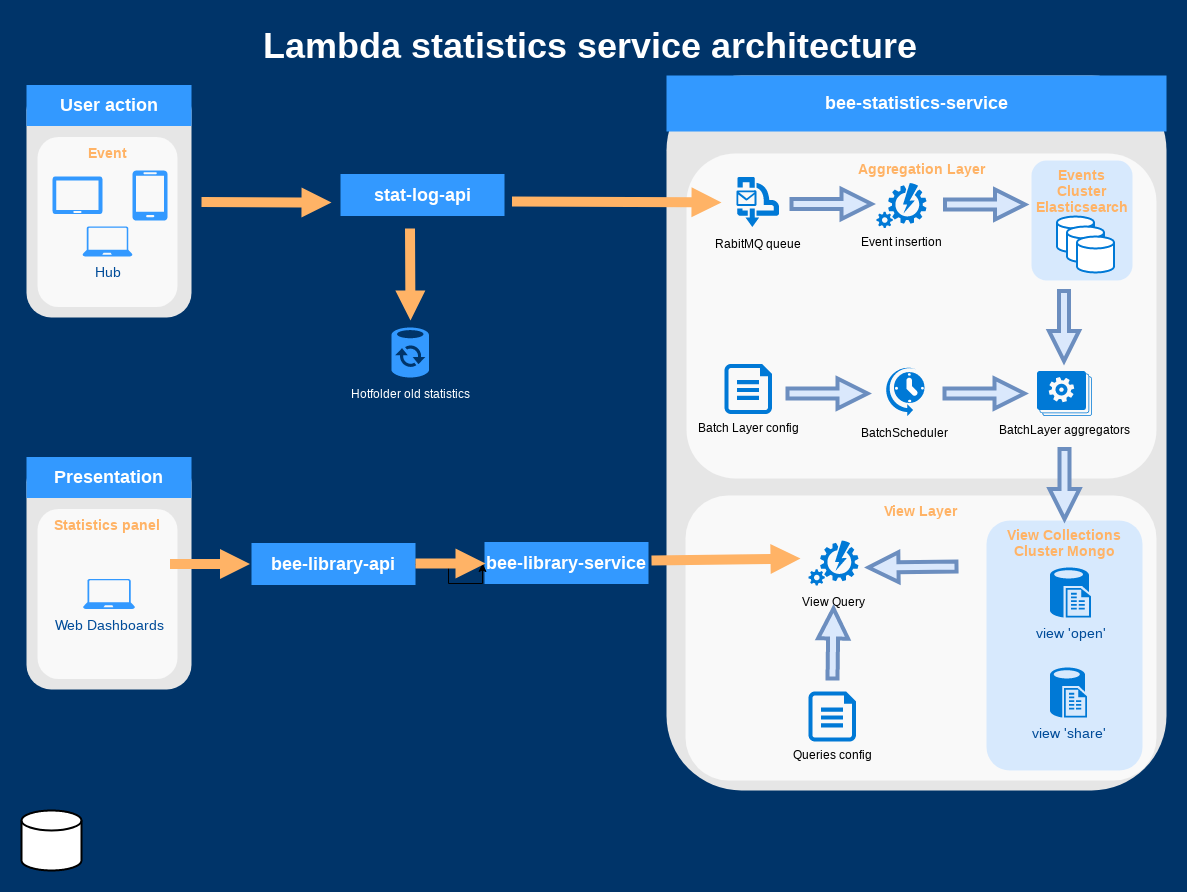 Lambda statistics service architecture
User action
Event
Hub
stat-log-api
Hotfolder old statistics
bee-statistics-service
Aggregation Layer
RabitMQ queue
Event insertion
Events
Cluster
Elasticsearch
Batch Layer config
BatchScheduler
BatchLayer aggregators
Presentation
Statistics panel
Web Dashboards
bee-library-api
bee-library-service
View Layer
View Query
Queries config
View Collections
Cluster Mongo
view 'open'
view 'share'